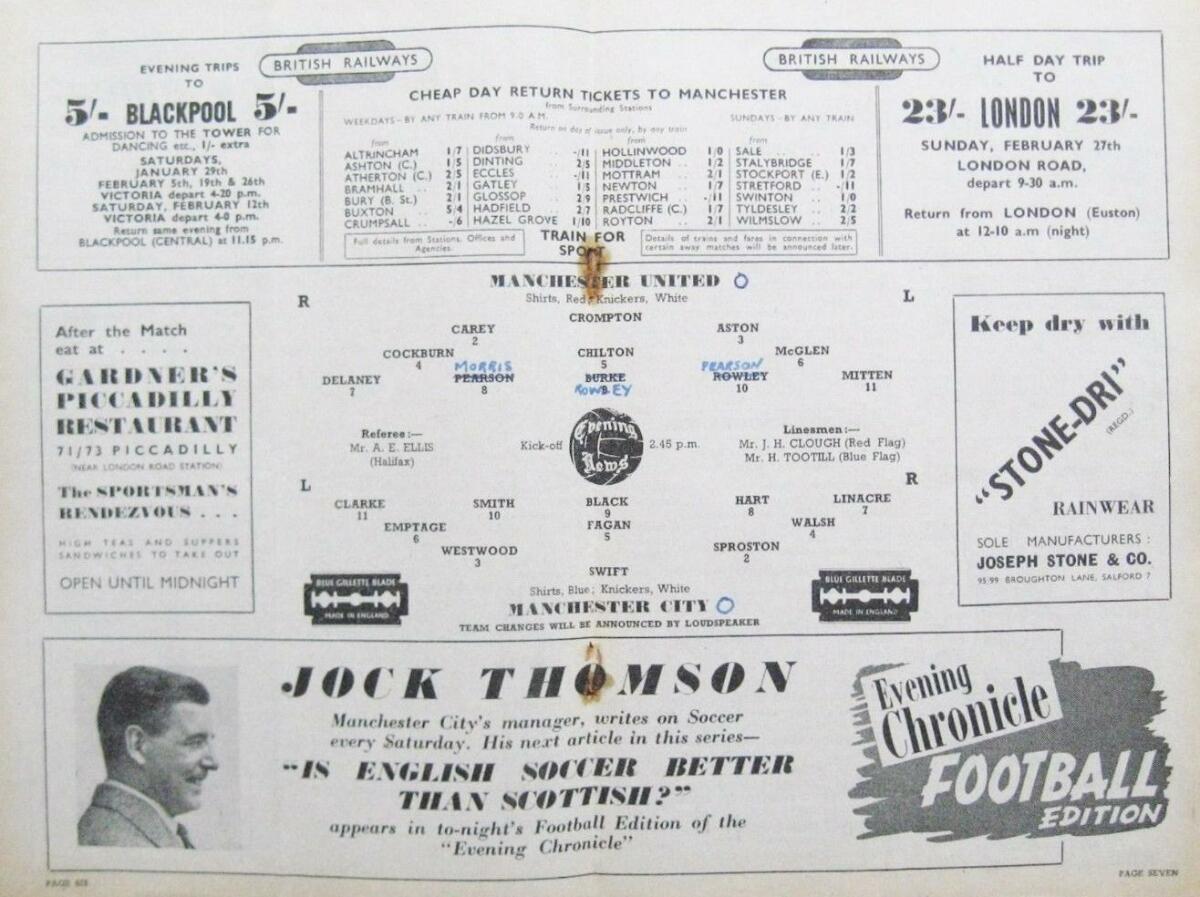 EVENING TRIPS
TO
5/- BLACKPOOL 5/-
ADMISSION TO THE TOWER FOR
DANCING etc., 1/- extra
SATURDAYS,
JANUARY 29th
FEBRUARY 5th, 19th & 26th
VICTORIA depart 4-20 p.m.
SATURDAY, FEBRUARY 12th
VICTORIA depart 4-0 p.m.
Return same evening from
BLACKPOOL (CENTRAL) at 11.15 p.m.
BRITISH RAILWAYS
BRITISH RAILWAYS
CHEAP DAY RETURN TICKETS TO MANCHESTER
from Surrounding Stations
WEEKDAYS - BY ANY TRAIN FROM 9.0 A.M.
SUNDAYS - BY ANY TRAIN
Return on day of issue only, by any train
from
ALTRINCHAM 1/7
ASHTON (C.) 1/5
ATHERTON (C.) 2/5
BRAMHALL .. 2/1
BURY (B. St.) 2/1
BUXTON .. 5/4
CRUMPSALL .. -/6
from
DIDSBURY -/11
DINTING .. 2/5
ECCLES .. -/11
GATLEY .. 1/5
GLOSSOP .. 2/9
HADFIELD .. 2/7
HAZEL GROVE 1/10
from
HOLLINWOOD 1/0
MIDDLETON .. 1/2
MOTTRAM .. 2/1
NEWTON .. 1/7
PRESTWICH .. -/11
RADCLIFFE (C.) 1/7
ROYTON .. 2/1
from
SALE .. .. 1/3
STALYBRIDGE 1/7
STOCKPORT (E.) 1/2
STRETFORD .. -/11
SWINTON .. 1/0
TYLDESLEY .. 2/2
WILMSLOW .. 2/5
Full details from Stations, Offices and
Agencies.
TRAIN FOR
SPORT
Details of trains and fares in connection with
certain away matches will be announced later.
HALF DAY TRIP
TO
23/- LONDON 23/-
SUNDAY, FEBRUARY 27th
LONDON ROAD,
depart 9-30 a.m.
Return from LONDON (Euston)
at 12-10 a.m (night)
After the Match
eat at . . . .
GARDNER'S
PICCADILLY
RESTAURANT
71/73 PICCADILLY
(NEAR LONDON ROAD STATION)
The SPORTSMAN'S
RENDEZVOUS . . .
HIGH TEAS AND SUPPERS
SANDWICHES TO TAKE OUT
OPEN UNTIL MIDNIGHT
MANCHESTER UNITED 0
Shirts, Red; Knickers, White
R
L
CROMPTON
CAREY
2
ASTON
3
COCKBURN
4
CHILTON
5
McGLEN
6
MORRIS
PEARSON
DELANEY
7
PEARSON
8
BURKE
9
ROWLEY
ROWLEY
10
MITTEN
11
Referee:—
Mr. A. E. ELLIS
(Halifax)
Kick-off
Evening
News
2.45 p.m.
Linesmen:—
Mr. J. H. CLOUGH (Red Flag)
Mr. H. TOOTILL (Blue Flag)
L
R
CLARKE
11
SMITH
10
BLACK
9
HART
8
LINACRE
7
EMPTAGE
6
FAGAN
5
WALSH
4
WESTWOOD
3
SPROSTON
2
SWIFT
Shirts, Blue; Knickers, White
MANCHESTER CITY 0
TEAM CHANGES WILL BE ANNOUNCED BY LOUDSPEAKER
BLUE GILLETTE BLADE
MADE IN ENGLAND
BLUE GILLETTE BLADE
MADE IN ENGLAND
Keep dry with
"STONE-DRI"
(REGD.)
RAINWEAR
SOLE MANUFACTURERS :
JOSEPH STONE & CO.
95/99 BROUGHTON LANE, SALFORD 7
JOCK THOMSON
Manchester City's manager, writes on Soccer
every Saturday. His next article in this series—
"IS ENGLISH SOCCER BETTER
THAN SCOTTISH?"
appears in to-night's Football Edition of the
"Evening Chronicle"
Evening
Chronicle
FOOTBALL
EDITION
PAGE SIX
PAGE SEVEN